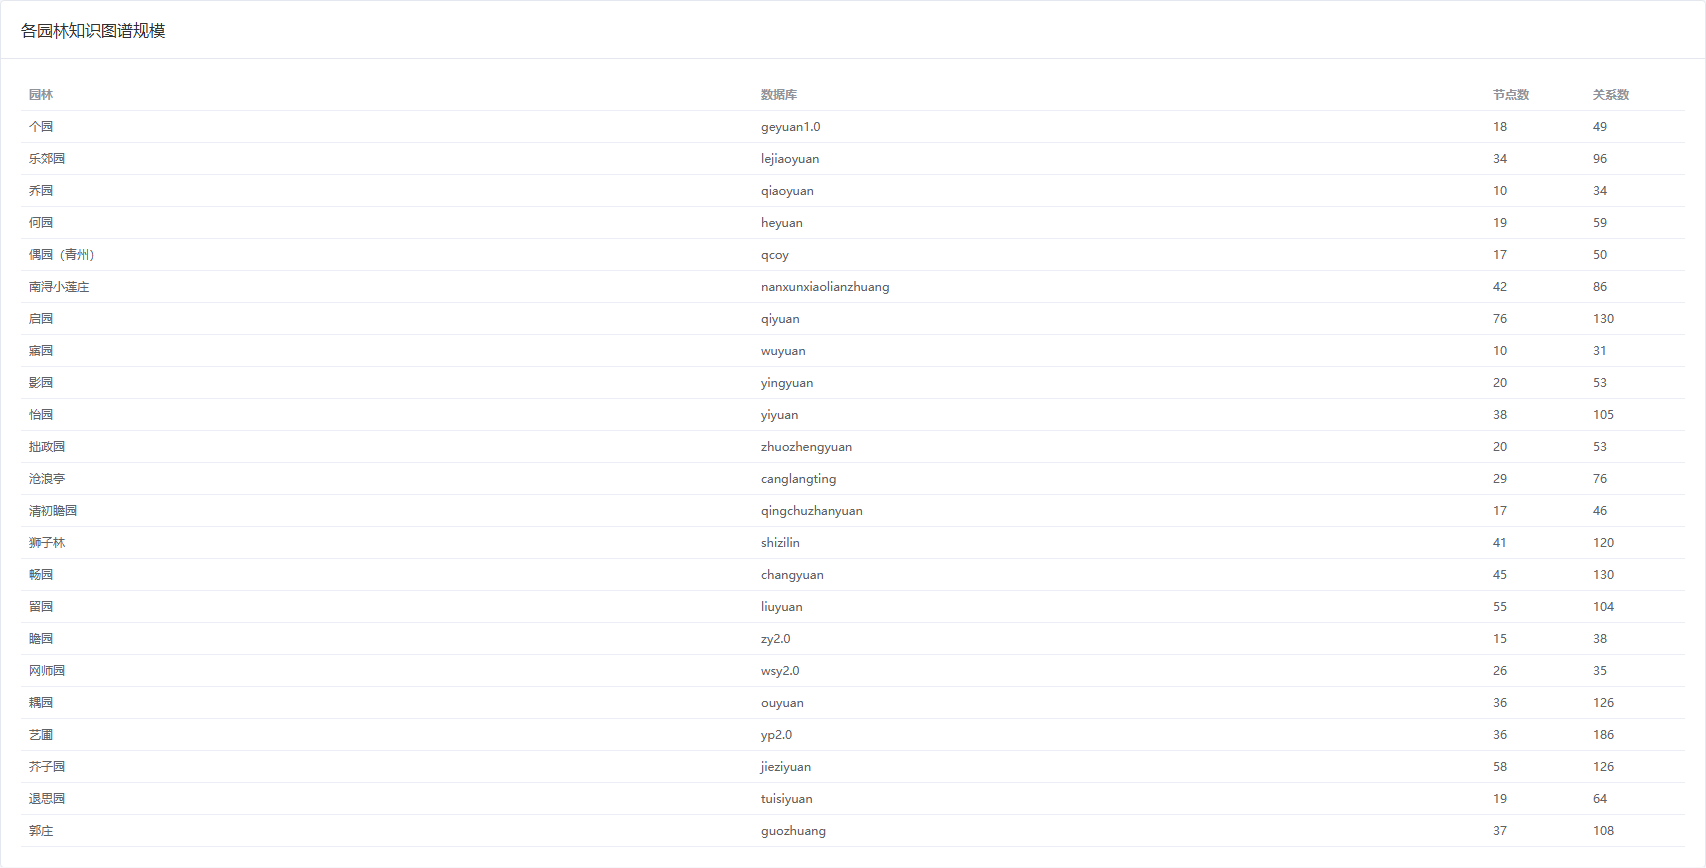 各园林知识图谱规模
园林 数据库 节点数 关系数
个园 geyuan1.0 18 49
乐郊园 lejiaoyuan 34 96
乔园 qiaoyuan 10 34
何园 heyuan 19 59
偶园（青州） qcoy 17 50
南浔小莲庄 nanxunxiaolianzhuang 42 86
启园 qiyuan 76 130
寤园 wuyuan 10 31
影园 yingyuan 20 53
怡园 yiyuan 38 105
拙政园 zhuozhengyuan 20 53
沧浪亭 canglangting 29 76
清初瞻园 qingchuzhanyuan 17 46
狮子林 shizilin 41 120
畅园 changyuan 45 130
留园 liuyuan 55 104
瞻园 zy2.0 15 38
网师园 wsy2.0 26 35
耦园 ouyuan 36 126
艺圃 yp2.0 36 186
芥子园 jieziyuan 58 126
退思园 tuisiyuan 19 64
郭庄 guozhuang 37 108